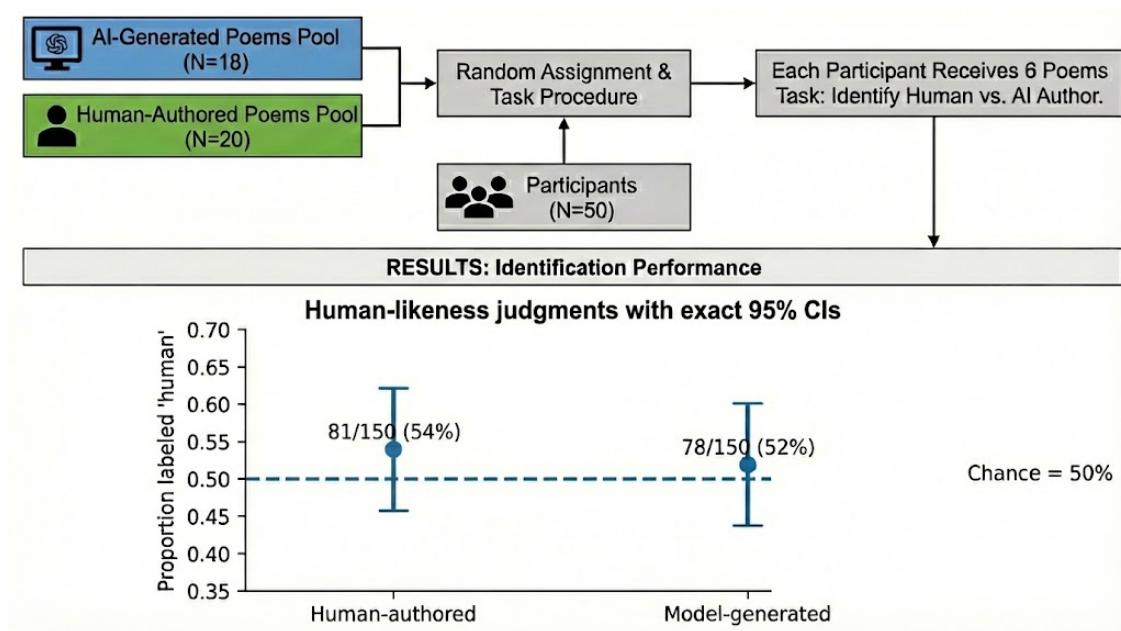 AI-Generated Poems Pool
(N=18)
Human-Authored Poems Pool
(N=20)
Random Assignment &
Task Procedure
Each Participant Receives 6 Poems
Task: Identify Human vs. AI Author.
Participants
(N=50)
RESULTS: Identification Performance
Human-likeness judgments with exact 95% CIs
Proportion labeled 'human'
0.70
0.65
0.60
0.55
0.50
0.45
0.40
0.35
81/150 (54%)
78/150 (52%)
Chance = 50%
Human-authored
Model-generated